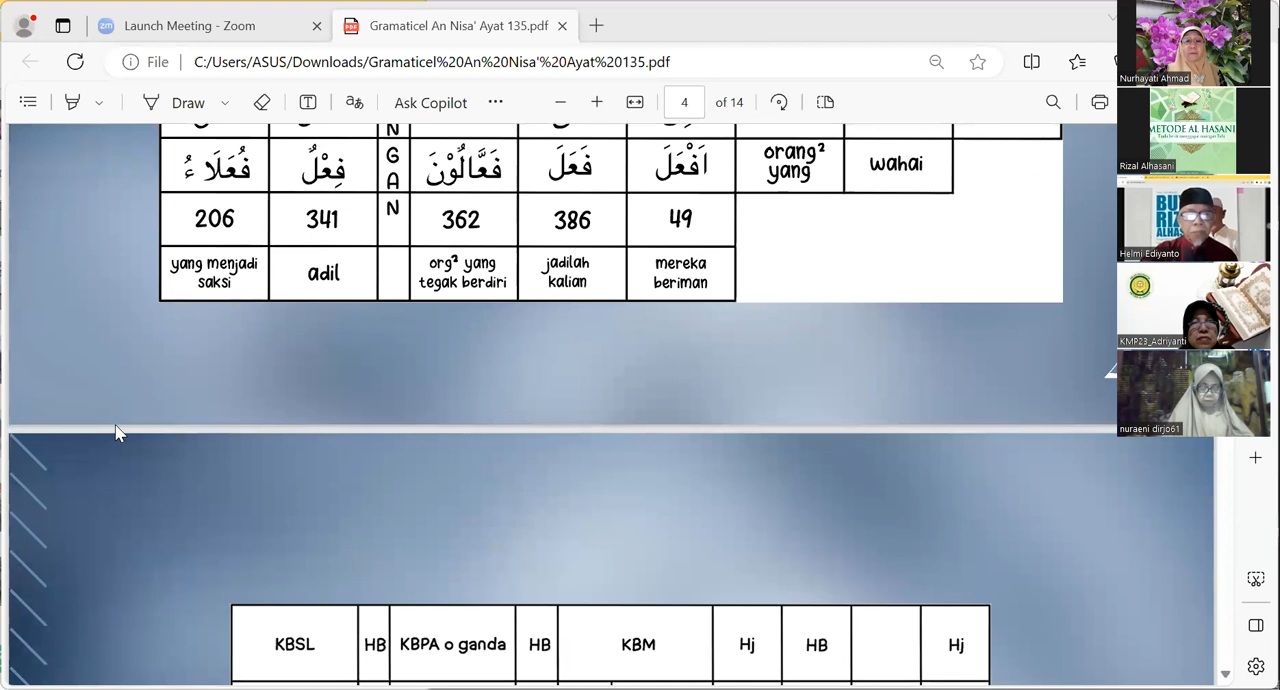 Launch Meeting - Zoom
Gramaticel An Nisa' Ayat 135.pdf
File
C:/Users/ASUS/Downloads/Gramaticel%20An%20Nisa'%20Ayat%20135.pdf
Draw
Ask Copilot
4 of 14
N
G
A
N
فُعَلَاءُ
فِعْلٌ
فَعَّالُوْنَ
فَعَلَ
اَفْعَلَ
orang² yang
wahai
206
341
362
386
49
yang menjadi saksi
adil
org² yang tegak berdiri
jadilah kalian
mereka beriman
KBSL
HB
KBPA o ganda
HB
KBM
Hj
HB
Hj
Nurhayati Ahmad
METODE AL HASANI
Rizal Alhasani
Helmi Ediyanto
KMP23_Adriyanti
nuraeni dirjo61